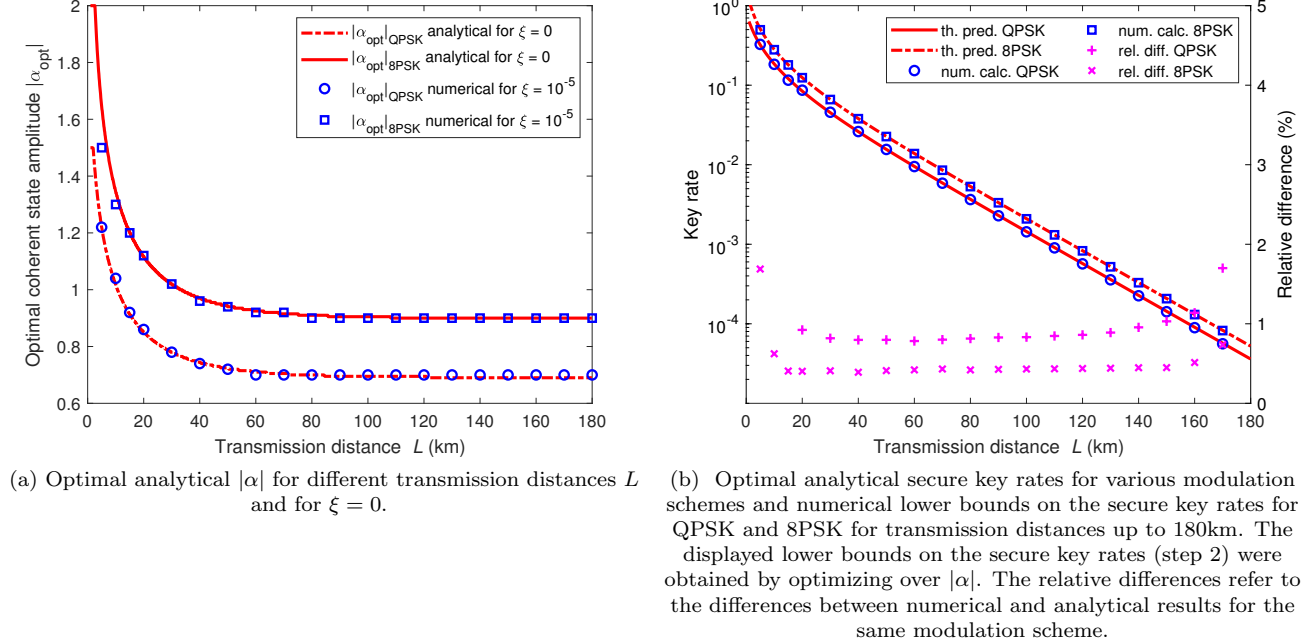 2
1.8
1.6
1.4
1.2
1
0.8
0.6
0 20 40 60 80 100 120 140 160 180
Optimal coherent state amplitude |α_opt|
Transmission distance L (km)
|α_opt|_QPSK analytical for ξ = 0
|α_opt|_8PSK analytical for ξ = 0
|α_opt|_QPSK numerical for ξ = 10^-5
|α_opt|_8PSK numerical for ξ = 10^-5
(a) Optimal analytical |α| for different transmission distances L
and for ξ = 0.
10^0
10^-1
10^-2
10^-3
10^-4
Key rate
0 20 40 60 80 100 120 140 160 180
Transmission distance L (km)
5
4
3
2
1
0
Relative difference (%)
th. pred. QPSK
th. pred. 8PSK
num. calc. QPSK
num. calc. 8PSK
rel. diff. QPSK
rel. diff. 8PSK
(b) Optimal analytical secure key rates for various modulation
schemes and numerical lower bounds on the secure key rates for
QPSK and 8PSK for transmission distances up to 180km. The
displayed lower bounds on the secure key rates (step 2) were
obtained by optimizing over |α|. The relative differences refer to
the differences between numerical and analytical results for the
same modulation scheme.